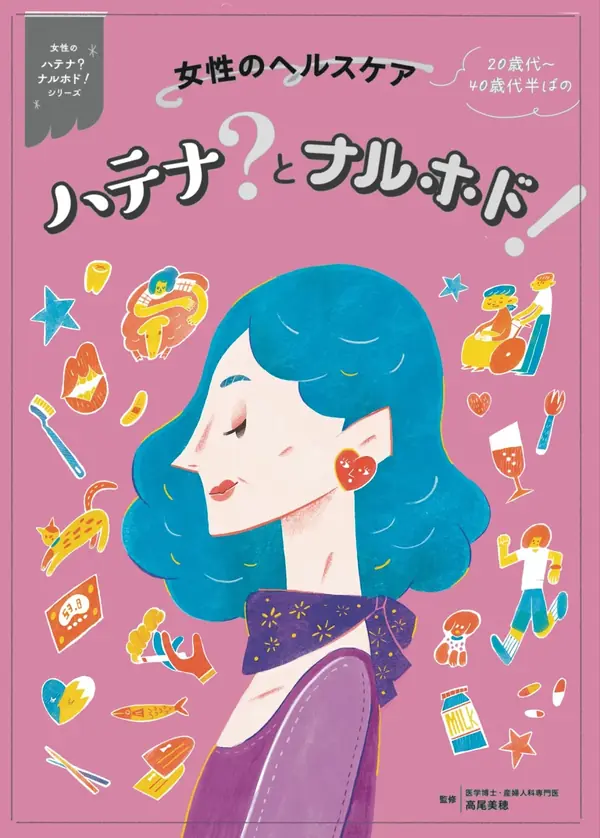 女性の
ハテナ?
ナルホド!
シリーズ
女性のヘルスケア
20歳代〜
40歳代半ばの
ハテナ?とナルホド!
53.8
MILK
監修
医学博士・産婦人科専門医
高尾美穂